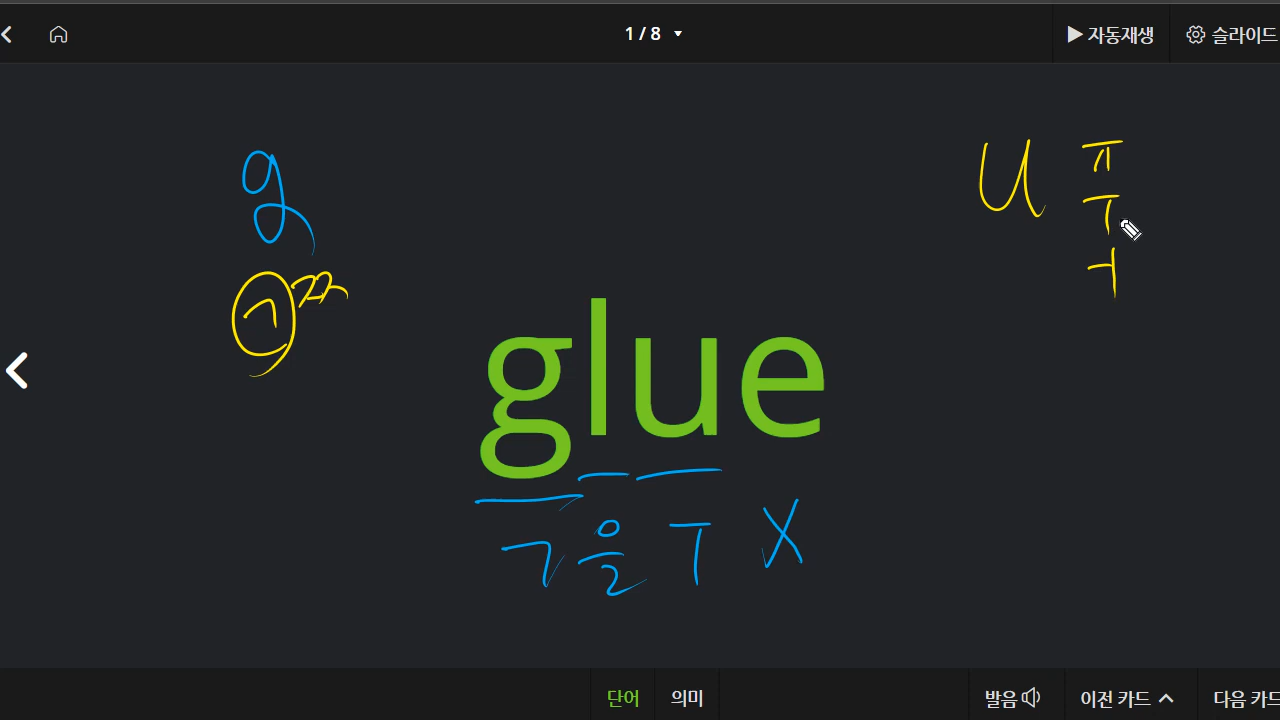 1 / 8
자동재생
슬라이드
g
u ㅠ
ㅜ
ㅓ
ㄱ
glue
ㄱ 을 ㅜ X
단어
의미
발음
이전 카드
다음 카드